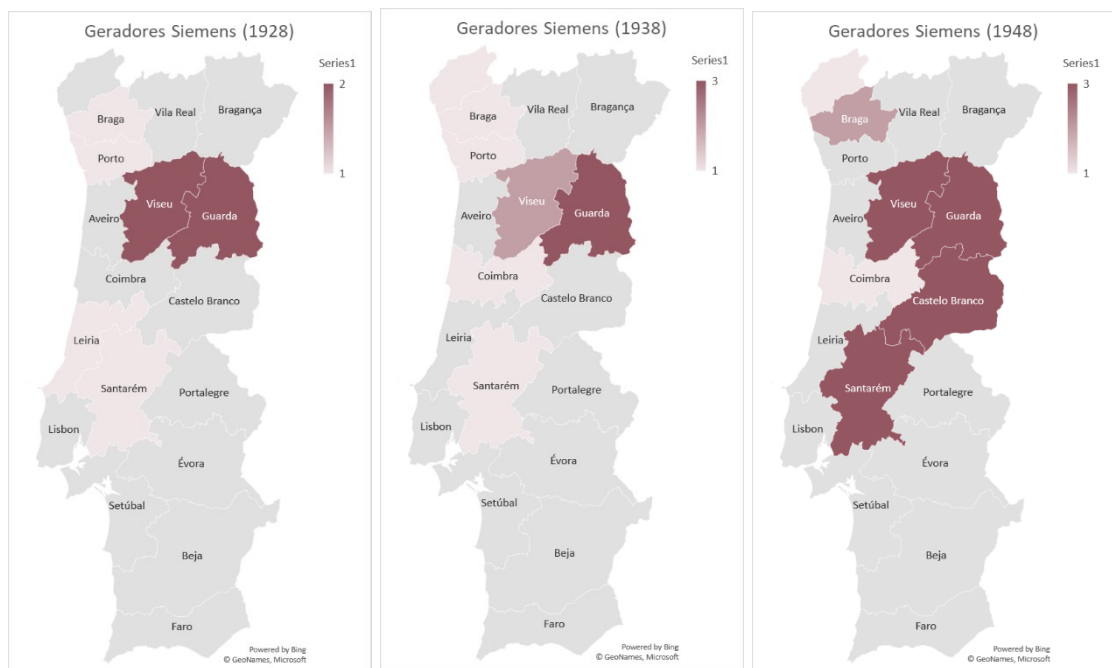 Geradores Siemens (1928)
Series1
2
1
Braga
Vila Real
Bragança
Porto
Aveiro
Viseu
Guarda
Coimbra
Castelo Branco
Leiria
Santarém
Portalegre
Lisbon
Évora
Setúbal
Beja
Faro
Powered by Bing
© GeoNames, Microsoft
Geradores Siemens (1938)
Series1
3
1
Braga
Vila Real
Bragança
Porto
Aveiro
Viseu
Guarda
Coimbra
Castelo Branco
Leiria
Santarém
Portalegre
Lisbon
Évora
Setúbal
Beja
Faro
Powered by Bing
© GeoNames, Microsoft
Geradores Siemens (1948)
Series1
3
1
Braga
Vila Real
Bragança
Porto
Aveiro
Viseu
Guarda
Coimbra
Castelo Branco
Leiria
Santarém
Portalegre
Lisbon
Évora
Setúbal
Beja
Faro
Powered by Bing
© GeoNames, Microsoft